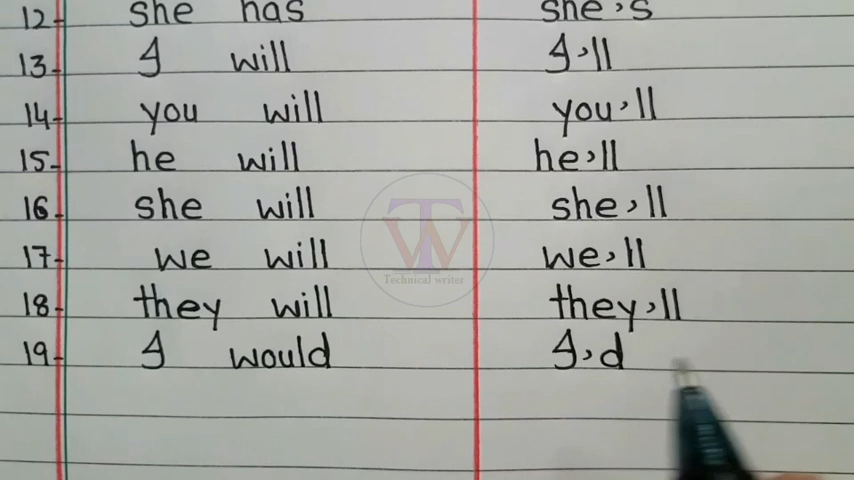 12- she has she's
13- I will I'll
14- you will you'll
15- he will he'll
16- she will she'll
17- we will we'll
18- they will they'll
19- I would I'd
TW
Technical writer